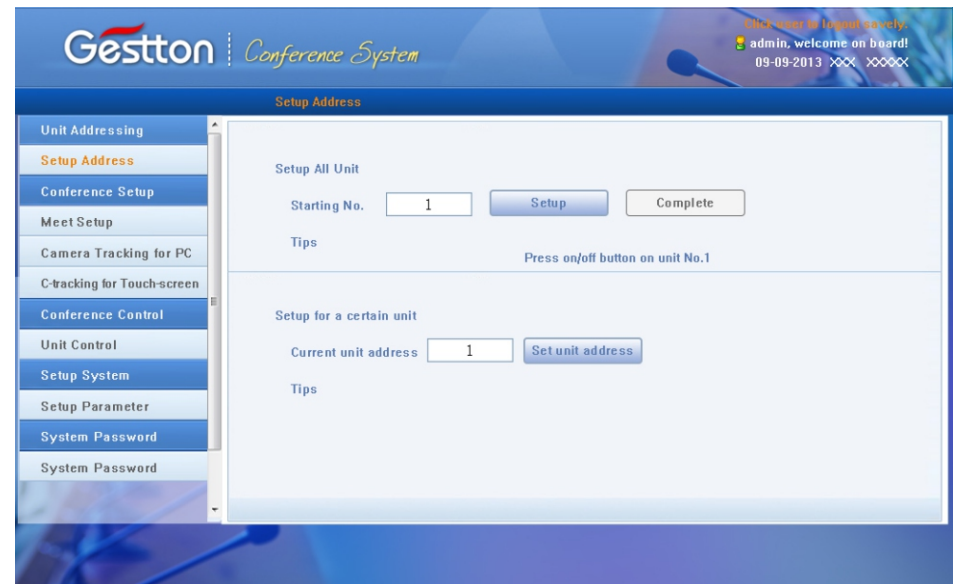 Gestton Conference System
Click user to logout savely.
admin, welcome on board!
09-09-2013 XXX XXXXX
Setup Address
Unit Addressing
Setup Address
Conference Setup
Meet Setup
Camera Tracking for PC
C-tracking for Touch-screen
Conference Control
Unit Control
Setup System
Setup Parameter
System Password
System Password
Setup All Unit
Starting No. 1 Setup Complete
Tips
Press on/off button on unit No.1
Setup for a certain unit
Current unit address 1 Set unit address
Tips